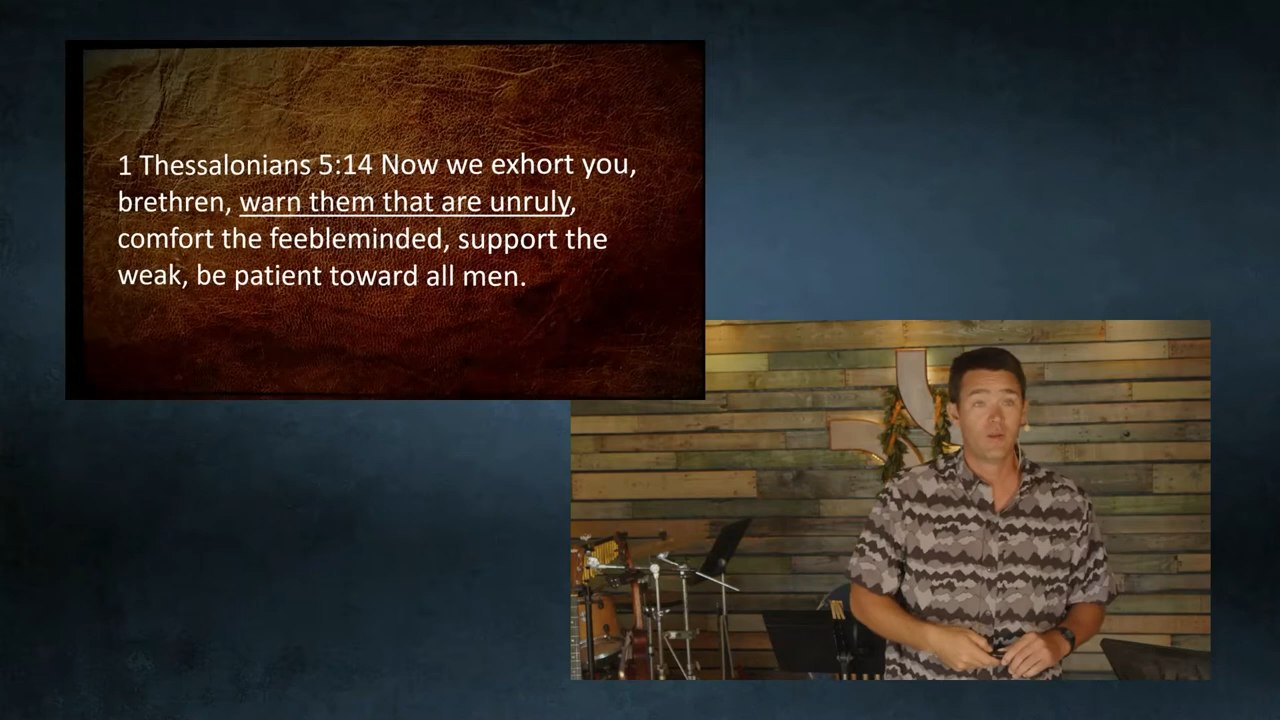 1 Thessalonians 5:14 Now we exhort you,
brethren, warn them that are unruly,
comfort the feebleminded, support the
weak, be patient toward all men.